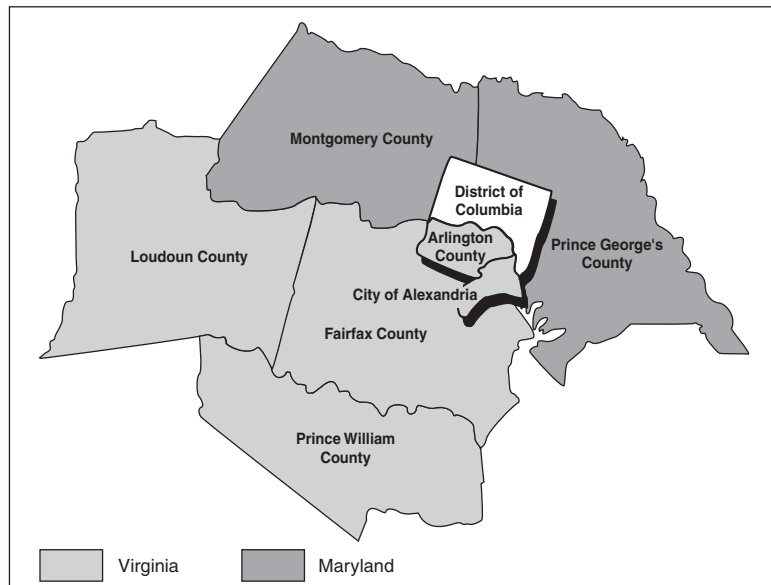 Montgomery County
District of
Columbia
Arlington
County
Prince George's
County
Loudoun County
City of Alexandria
Fairfax County
Prince William
County
Virginia
Maryland